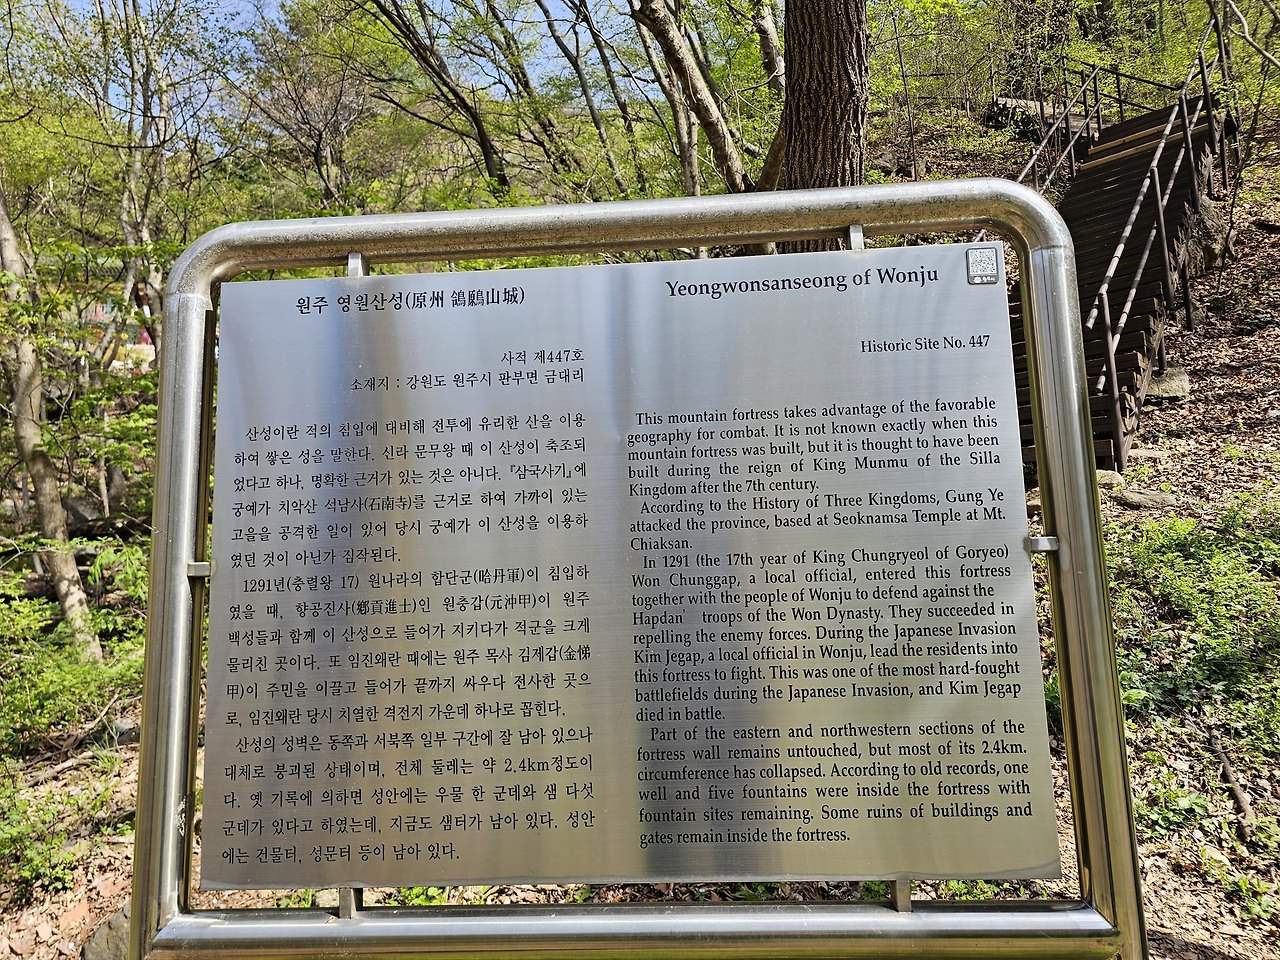 원주 영원산성(原州 鴒鷊山城)
사적 제447호
소재지 : 강원도 원주시 판부면 금대리
산성이란 적의 침입에 대비해 전투에 유리한 산을 이용
하여 쌓은 성을 말한다. 신라 문무왕 때 이 산성이 축조되
었다고 하나, 명확한 근거가 있는 것은 아니다. 『삼국사기』에
궁예가 치악산 석남사(石南寺)를 근거로 하여 가까이 있는
고을을 공격한 일이 있어 당시 궁예가 이 산성을 이용하
였던 것이 아닌가 짐작된다.
1291년(충렬왕 17) 원나라의 합단군(哈丹軍)이 침입하
였을 때, 향공진사(鄕貢進士)인 원충갑(元沖甲)이 원주
백성들과 함께 이 산성으로 들어가 지키다가 적군을 크게
물리친 곳이다. 또 임진왜란 때에는 원주 목사 김제갑(金悌
甲)이 주민을 이끌고 들어가 끝까지 싸우다 전사한 곳으
로, 임진왜란 당시 치열한 격전지 가운데 하나로 꼽힌다.
산성의 성벽은 동쪽과 서북쪽 일부 구간에 잘 남아 있으나
대체로 붕괴된 상태이며, 전체 둘레는 약 2.4km정도이
다. 옛 기록에 의하면 성안에는 우물 한 군데와 샘 다섯
군데가 있다고 하였는데, 지금도 샘터가 남아 있다. 성안
에는 건물터, 성문터 등이 남아 있다.
Yeongwonsanseong of Wonju
Historic Site No. 447
This mountain fortress takes advantage of the favorable
geography for combat. It is not known exactly when this
mountain fortress was built, but it is thought to have been
built during the reign of King Munmu of the Silla
Kingdom after the 7th century.
According to the History of Three Kingdoms, Gung Ye
attacked the province, based at Seoknamsa Temple at Mt.
Chiaksan.
In 1291 (the 17th year of King Chungryeol of Goryeo)
Won Chunggap, a local official, entered this fortress
together with the people of Wonju to defend against the
Hapdan troops of the Won Dynasty. They succeeded in
repelling the enemy forces. During the Japanese Invasion
Kim Jegap, a local official in Wonju, lead the residents into
this fortress to fight. This was one of the most hard-fought
battlefields during the Japanese Invasion, and Kim Jegap
died in battle.
Part of the eastern and northwestern sections of the
fortress wall remains untouched, but most of its 2.4km.
circumference has collapsed. According to old records, one
well and five fountains were inside the fortress with
fountain sites remaining. Some ruins of buildings and
gates remain inside the fortress.